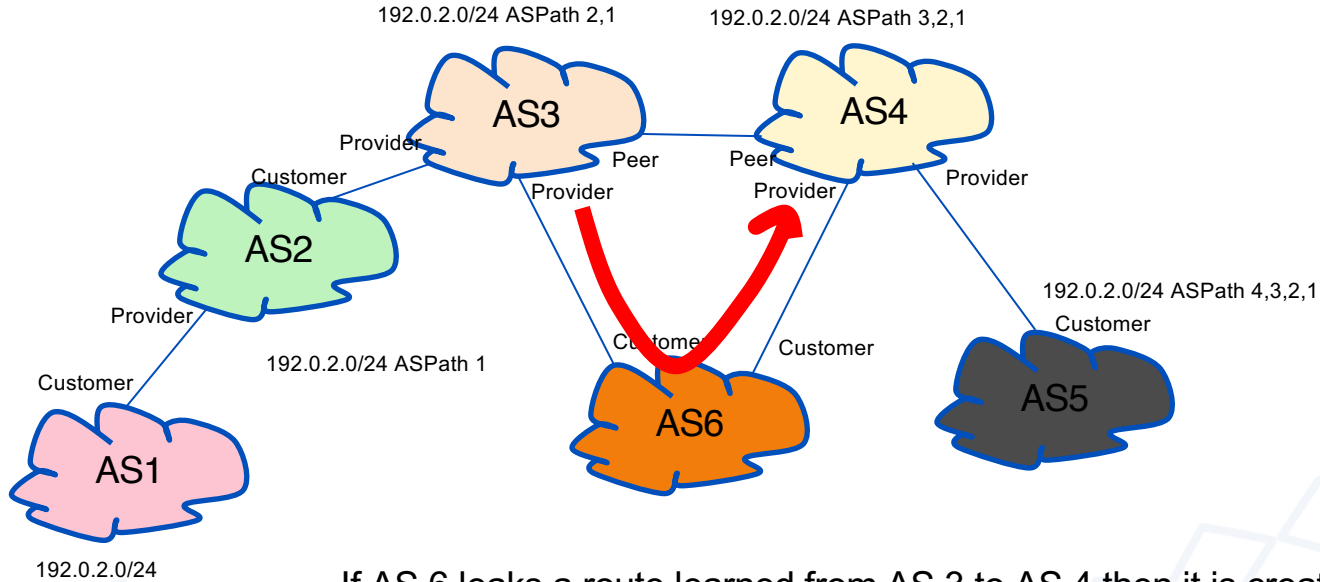 192.0.2.0/24 ASPath 2,1
192.0.2.0/24 ASPath 3,2,1
AS3
AS4
Provider
Peer
Peer
Customer
Provider
Provider
Provider
AS2
192.0.2.0/24 ASPath 4,3,2,1
Provider
Customer
Customer
Customer
192.0.2.0/24 ASPath 1
Customer
AS5
AS6
AS1
192.0.2.0/24
If AS 6 leaks a route learned from AS 3 to AS 4 then it is